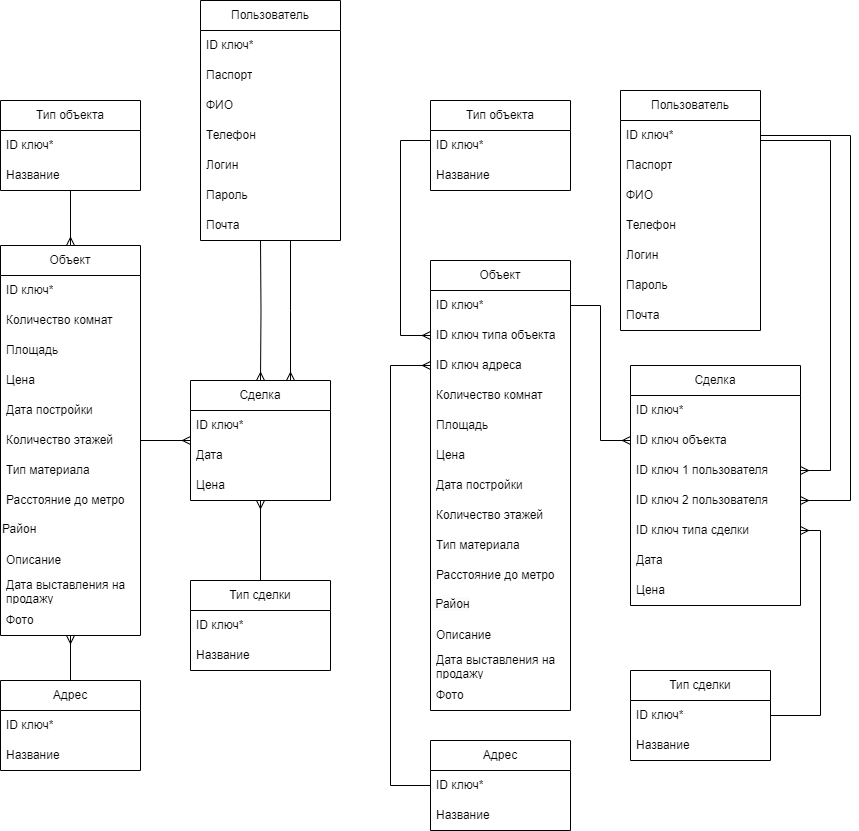 Пользователь
ID ключ*
Паспорт
ФИО
Телефон
Логин
Пароль
Почта
Тип объекта
ID ключ*
Название
Объект
ID ключ*
Количество комнат
Площадь
Цена
Дата постройки
Количество этажей
Тип материала
Расстояние до метро
Район
Описание
Дата выставления на
продажу
Фото
Сделка
ID ключ*
Дата
Цена
Тип сделки
ID ключ*
Название
Адрес
ID ключ*
Название
Тип объекта
ID ключ*
Название
Пользователь
ID ключ*
Паспорт
ФИО
Телефон
Логин
Пароль
Почта
Объект
ID ключ*
ID ключ типа объекта
ID ключ адреса
Количество комнат
Площадь
Цена
Дата постройки
Количество этажей
Тип материала
Расстояние до метро
Район
Описание
Дата выставления на
продажу
Фото
Сделка
ID ключ*
ID ключ объекта
ID ключ 1 пользователя
ID ключ 2 пользователя
ID ключ типа сделки
Дата
Цена
Тип сделки
ID ключ*
Название
Адрес
ID ключ*
Название